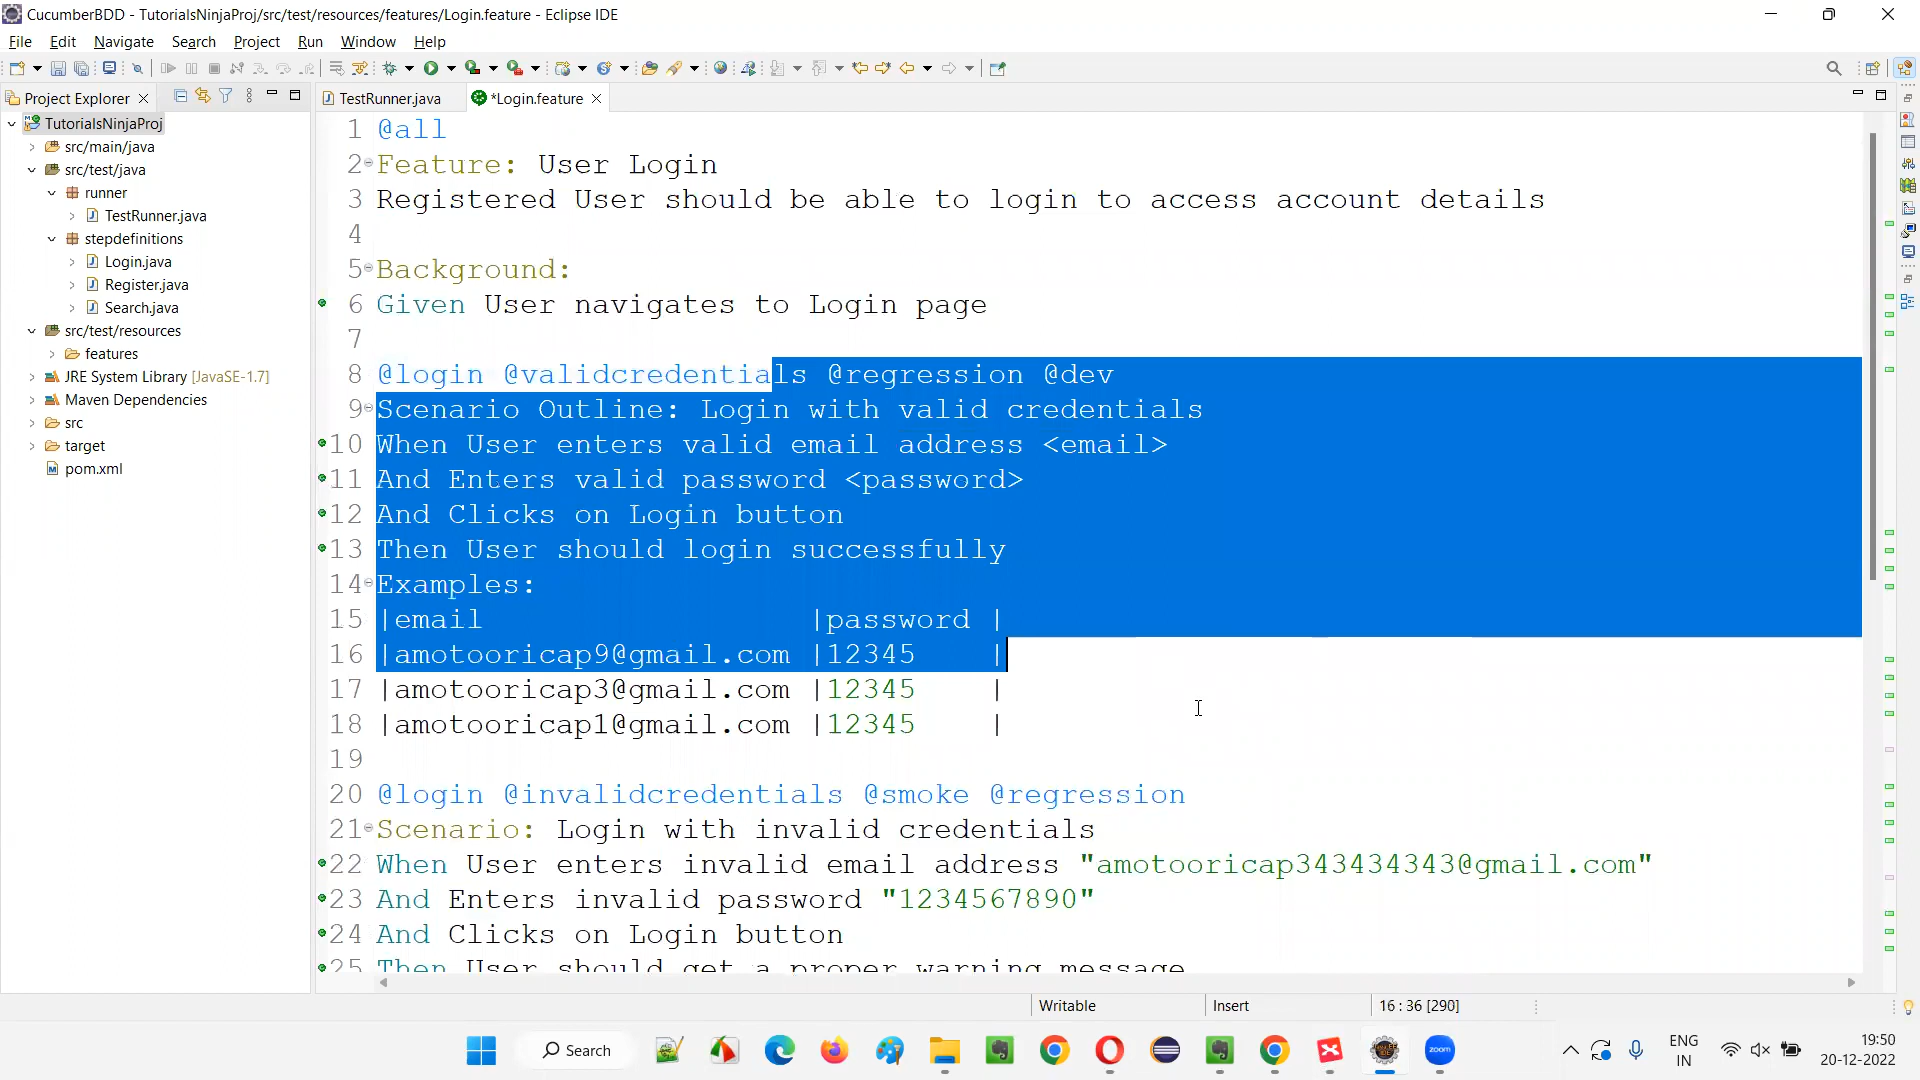 CucumberBDD - TutorialsNinjaProj/src/test/resources/features/Login.feature - Eclipse IDE
File Edit Navigate Search Project Run Window Help
Project Explorer
TestRunner.java
*Login.feature
TutorialsNinjaProj
src/main/java
src/test/java
runner
TestRunner.java
stepdefinitions
Login.java
Register.java
Search.java
src/test/resources
features
JRE System Library [JavaSE-1.7]
Maven Dependencies
src
target
pom.xml
1 @all
2 Feature: User Login
3 Registered User should be able to login to access account details
4
5 Background:
6 Given User navigates to Login page
7
8 @login @validcredentials @regression @dev
9 Scenario Outline: Login with valid credentials
10 When User enters valid email address <email>
11 And Enters valid password <password>
12 And Clicks on Login button
13 Then User should login successfully
14 Examples:
15 |email |password |
16 |amotooricap9@gmail.com |12345 |
17 |amotooricap3@gmail.com |12345 |
18 |amotooricap1@gmail.com |12345 |
19
20 @login @invalidcredentials @smoke @regression
21 Scenario: Login with invalid credentials
22 When User enters invalid email address "amotooricap343434343@gmail.com"
23 And Enters invalid password "1234567890"
24 And Clicks on Login button
25 Then User should get a proper warning message
Writable
Insert
16 : 36 [290]
Search
zoom
ENG
IN
19:50
20-12-2022